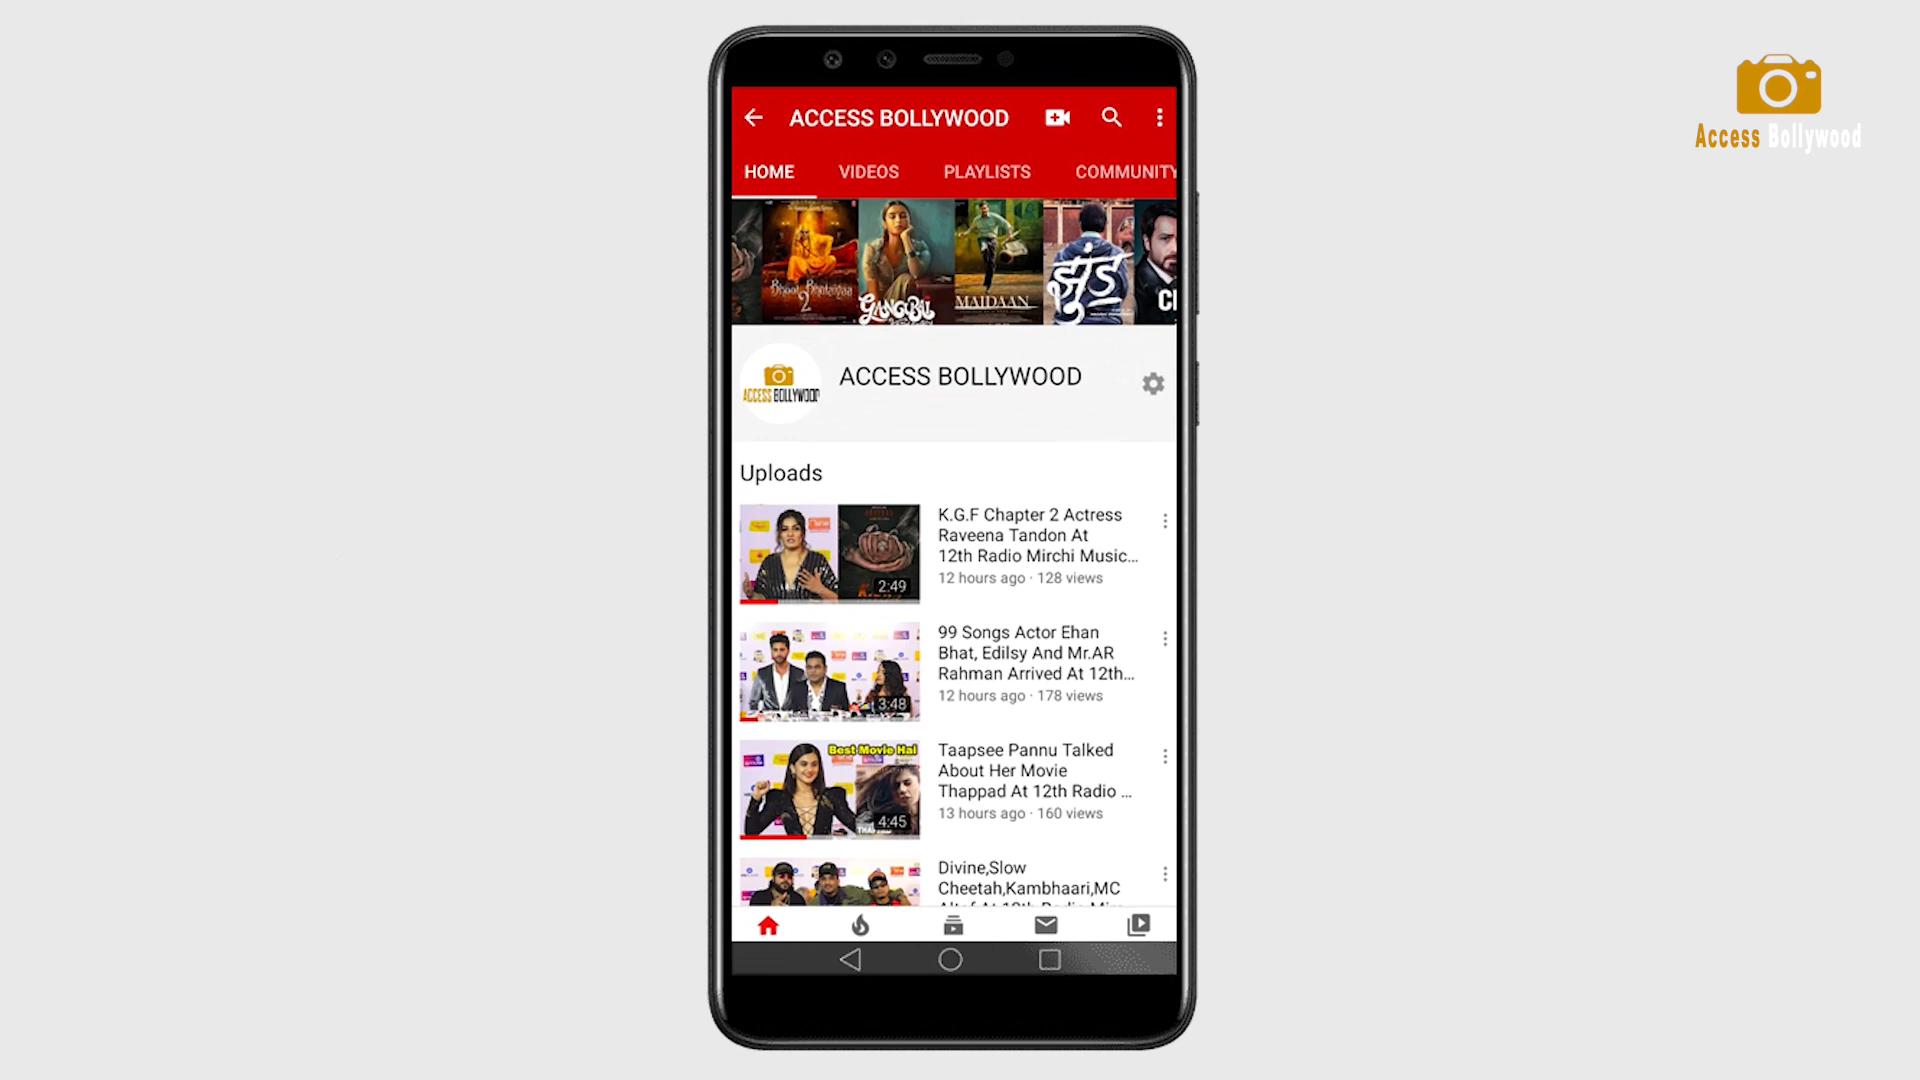 Access Bollywood
ACCESS BOLLYWOOD
HOME VIDEOS PLAYLISTS COMMUNITY
Bhool Bhulaiyaa
2
GANGUBAI
MAIDAAN
झुंड
ACCESS BOLLYWOOD
ACCESS BOLLYWOOD
Uploads
K.G.F Chapter 2 Actress
Raveena Tandon At
12th Radio Mirchi Music...
12 hours ago · 128 views
2:49
99 Songs Actor Ehan
Bhat, Edilsy And Mr.AR
Rahman Arrived At 12th...
12 hours ago · 178 views
3:48
Best Movie Hai
Taapsee Pannu Talked
About Her Movie
Thappad At 12th Radio ...
13 hours ago · 160 views
4:45
Divine,Slow
Cheetah,Kambhaari,MC